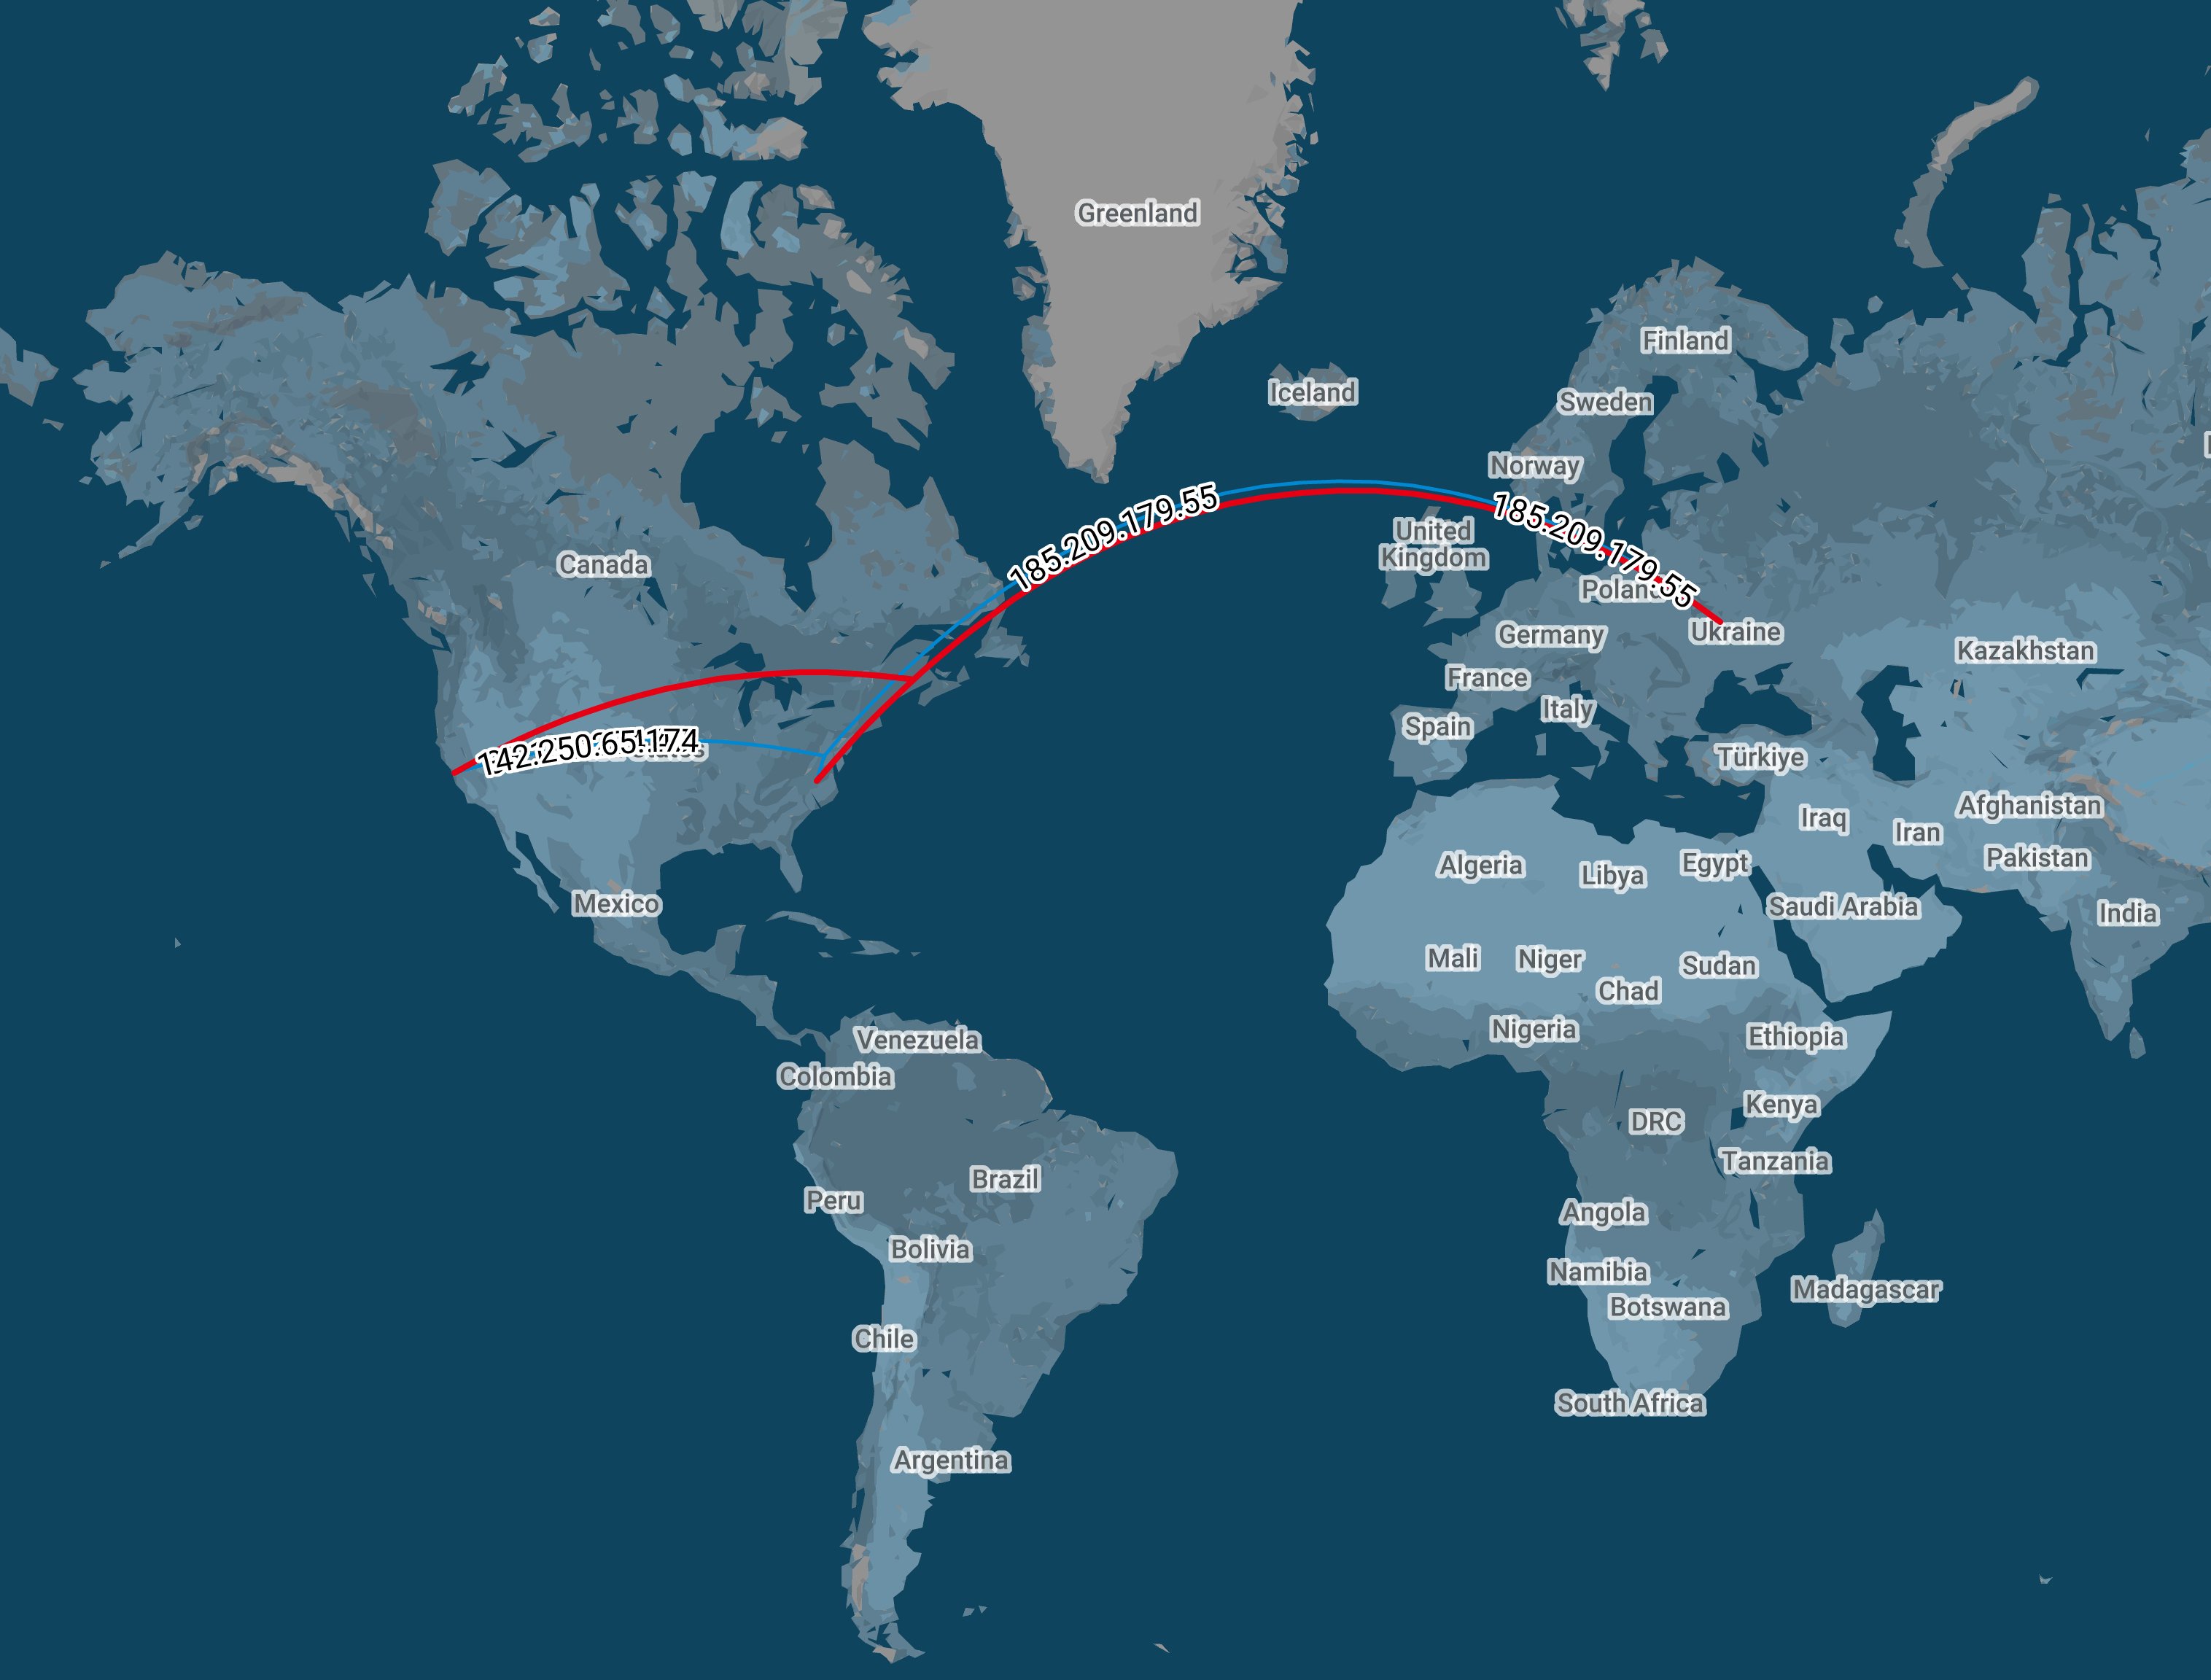 Greenland
Finland
Iceland
Sweden
Norway
185.209.179.55
185.209.179.55
United
Kingdom
Canada
Poland
Ukraine
Germany
Kazakhstan
France
Italy
Spain
142.250.65.174
Türkiye
Afghanistan
Iraq
Iran
Pakistan
Algeria
Libya
Egypt
Mexico
Saudi Arabia
India
Mali
Niger
Sudan
Chad
Nigeria
Ethiopia
Venezuela
Colombia
Kenya
DRC
Tanzania
Brazil
Peru
Angola
Bolivia
Namibia
Madagascar
Botswana
Chile
South Africa
Argentina